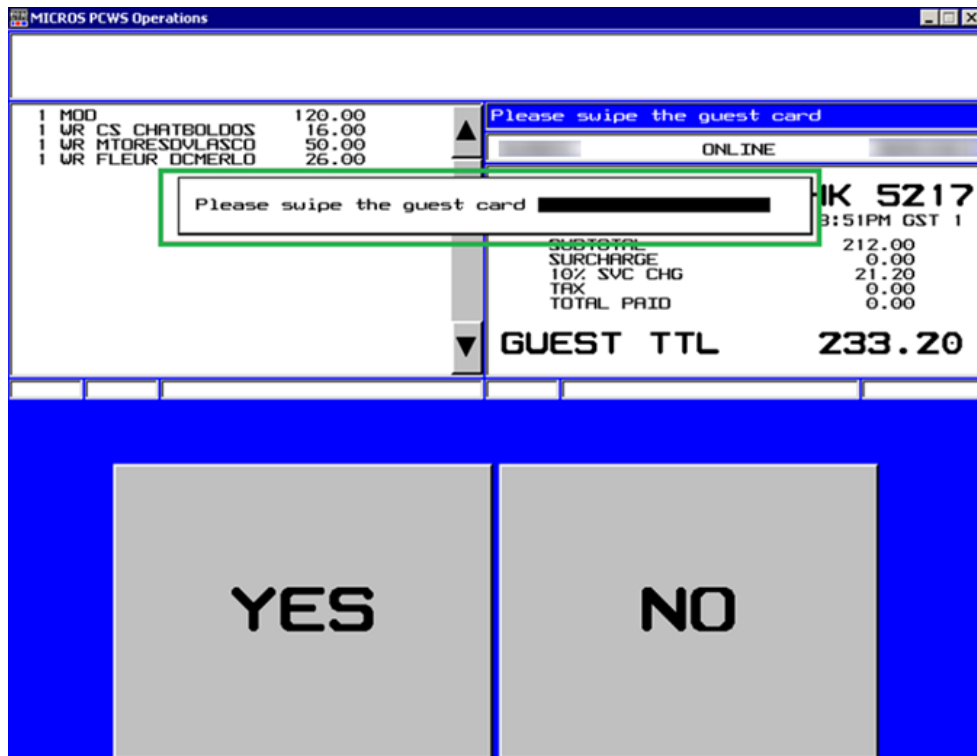 MICROS PCWS Operations
1 MOD 120.00
1 WR CS CHATBOLDOS 16.00
1 WR MTORESDVLASCO 50.00
1 WR FLEUR DCMERLO 26.00
Please swipe the guest card
ONLINE
Please swipe the guest card
HK 5217
8:51PM GST 1
SUBTOTAL 212.00
SURCHARGE 0.00
10% SVC CHG 21.20
TAX 0.00
TOTAL PAID 0.00
GUEST TTL 233.20
YES NO